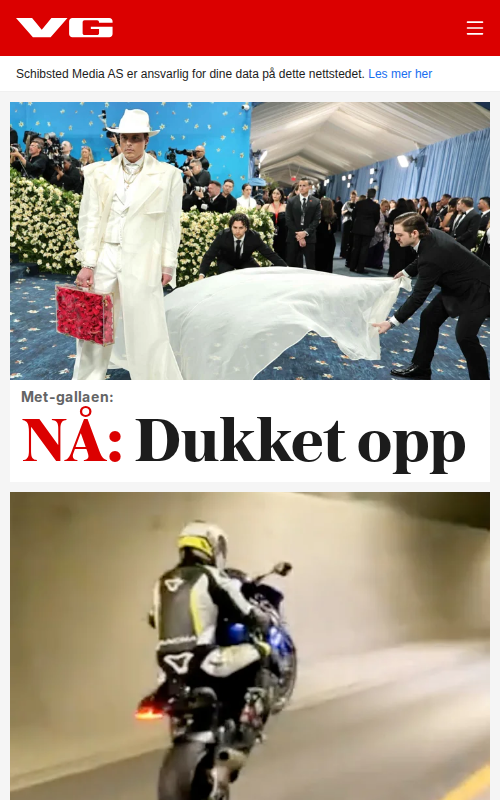 VG
Schibsted Media AS er ansvarlig for dine data på dette nettstedet. Les mer her
Met-gallaen:
NÅ: Dukket opp